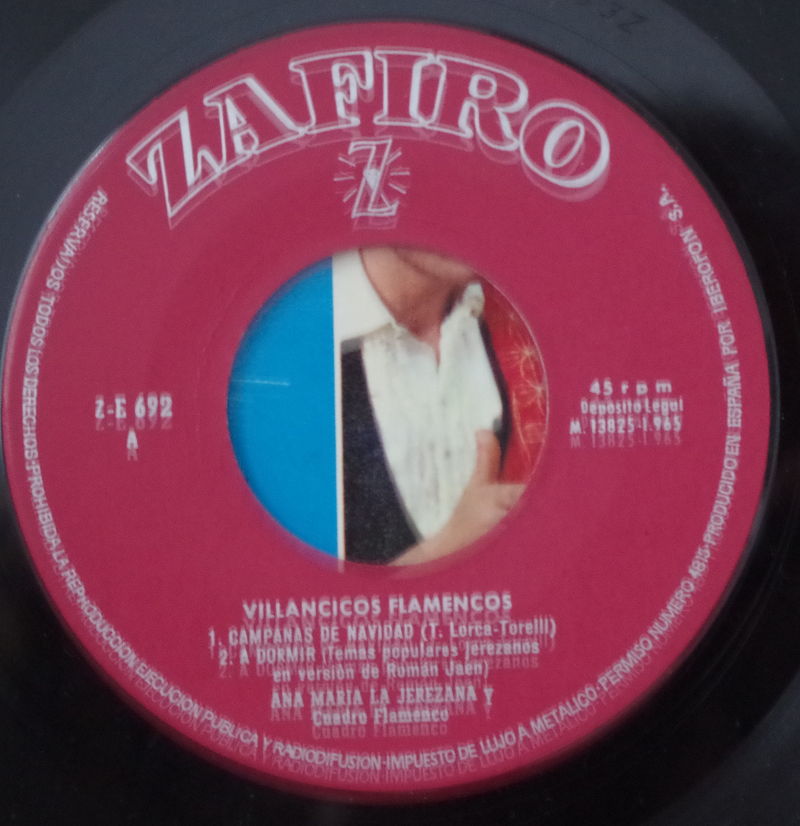 ZAFIRO
Z
RESERVADOS TODOS LOS DERECHOS·PROHIBIDA LA REPRODUCCION, EJECUCION PUBLICA Y RADIODIFUSION·IMPUESTO DE LUJO A METALICO·PERMISO NUMERO 4815·PRODUCIDO EN ESPAÑA POR IBEROFON S.A.
Z-E 692
A
45 rpm
Depósito Legal
M. 13825-1.965
VILLANCICOS FLAMENCOS
1. CAMPANAS DE NAVIDAD (T. Lorca-Torelli)
2. A DORMIR (Temas populares jerezanos
en versión de Román Jaén)
ANA MARIA LA JEREZANA Y
Cuadro Flamenco